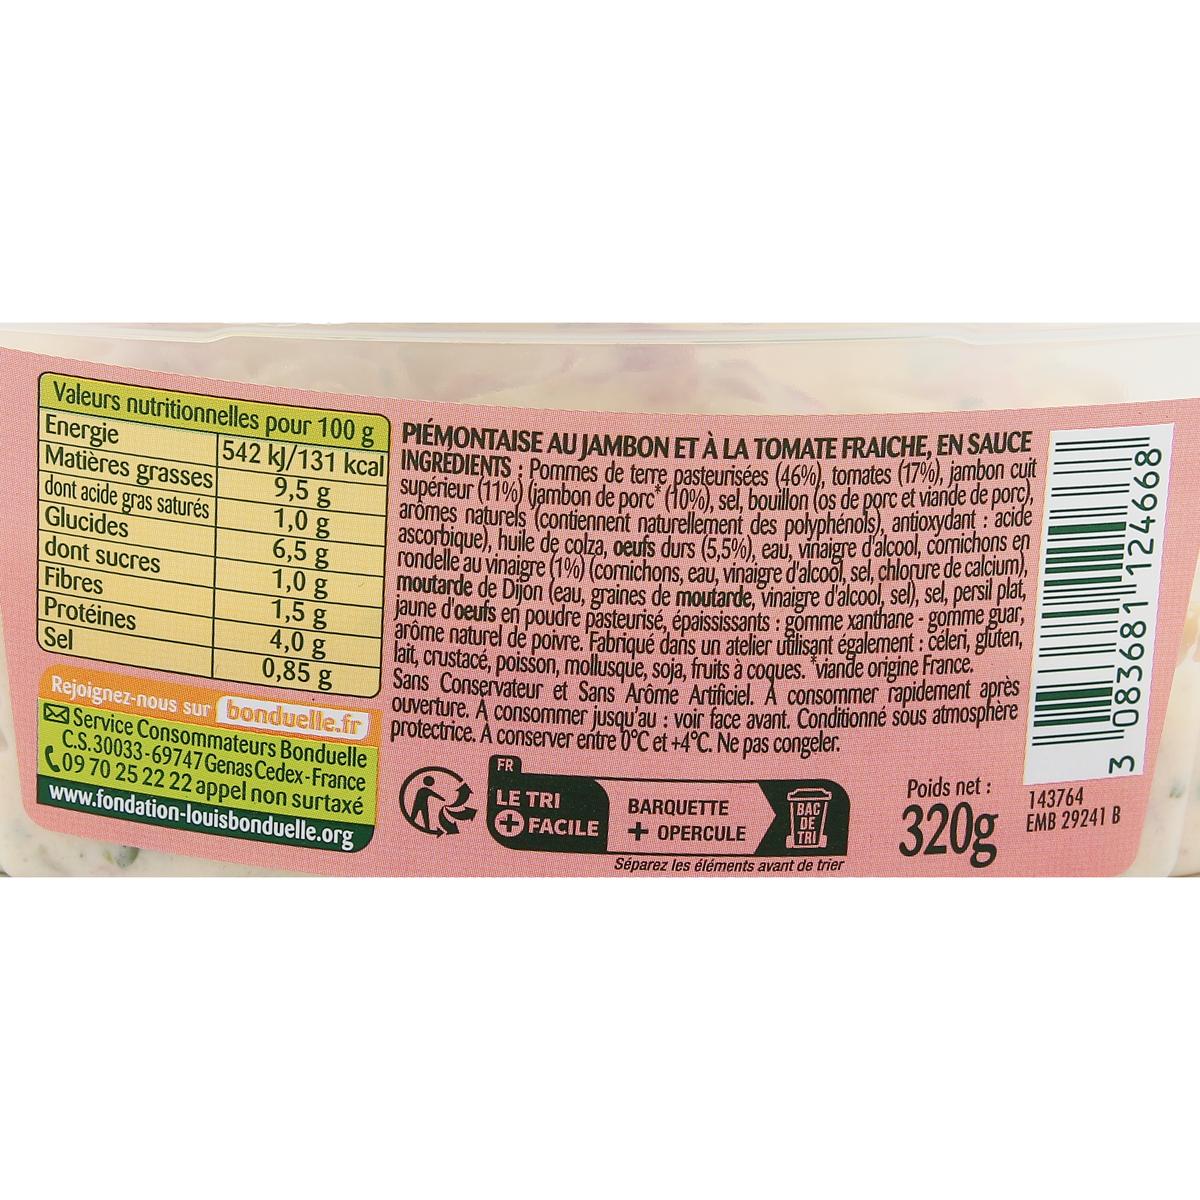 Valeurs nutritionnelles pour 100 g
Energie 542 kJ/131 kcal
Matières grasses 9,5 g
dont acide gras saturés 1,0 g
Glucides 6,5 g
dont sucres 1,0 g
Fibres 1,5 g
Protéines 4,0 g
Sel 0,85 g
Rejoignez-nous sur bonduelle.fr
Service Consommateurs Bonduelle
C.S. 30033 - 69747 Genas Cedex - France
09 70 25 22 22 appel non surtaxé
www.fondation-louisbonduelle.org
PIÉMONTAISE AU JAMBON ET À LA TOMATE FRAICHE, EN SAUCE
INGRÉDIENTS : Pommes de terre pasteurisées (46%), tomates (17%), jambon cuit
supérieur (11%) (jambon de porc* (10%), sel, bouillon (os de porc et viande de porc),
arômes naturels (contiennent naturellement des polyphénols), antioxydant : acide
ascorbique), huile de colza, oeufs durs (5,5%), eau, vinaigre d'alcool, cornichons en
rondelle au vinaigre (1%) (cornichons, eau, vinaigre d'alcool, sel, chlorure de calcium),
moutarde de Dijon (eau, graines de moutarde, vinaigre d'alcool, sel), sel, persil plat,
jaune d'oeufs en poudre pasteurisé, épaississants : gomme xanthane - gomme guar,
arôme naturel de poivre. Fabriqué dans un atelier utilisant également : céleri, gluten,
lait, crustacé, poisson, mollusque, soja, fruits à coques. *viande origine France.
Sans Conservateur et Sans Arôme Artificiel. A consommer rapidement après
ouverture. A consommer jusqu'au : voir face avant. Conditionné sous atmosphère
protectrice. A conserver entre 0°C et +4°C. Ne pas congeler.
FR
LE TRI
+ FACILE
BARQUETTE
+ OPERCULE
BAC
DE
TRI
Séparez les éléments avant de trier
Poids net :
320g
3 083681 124668
143764
EMB 29241 B